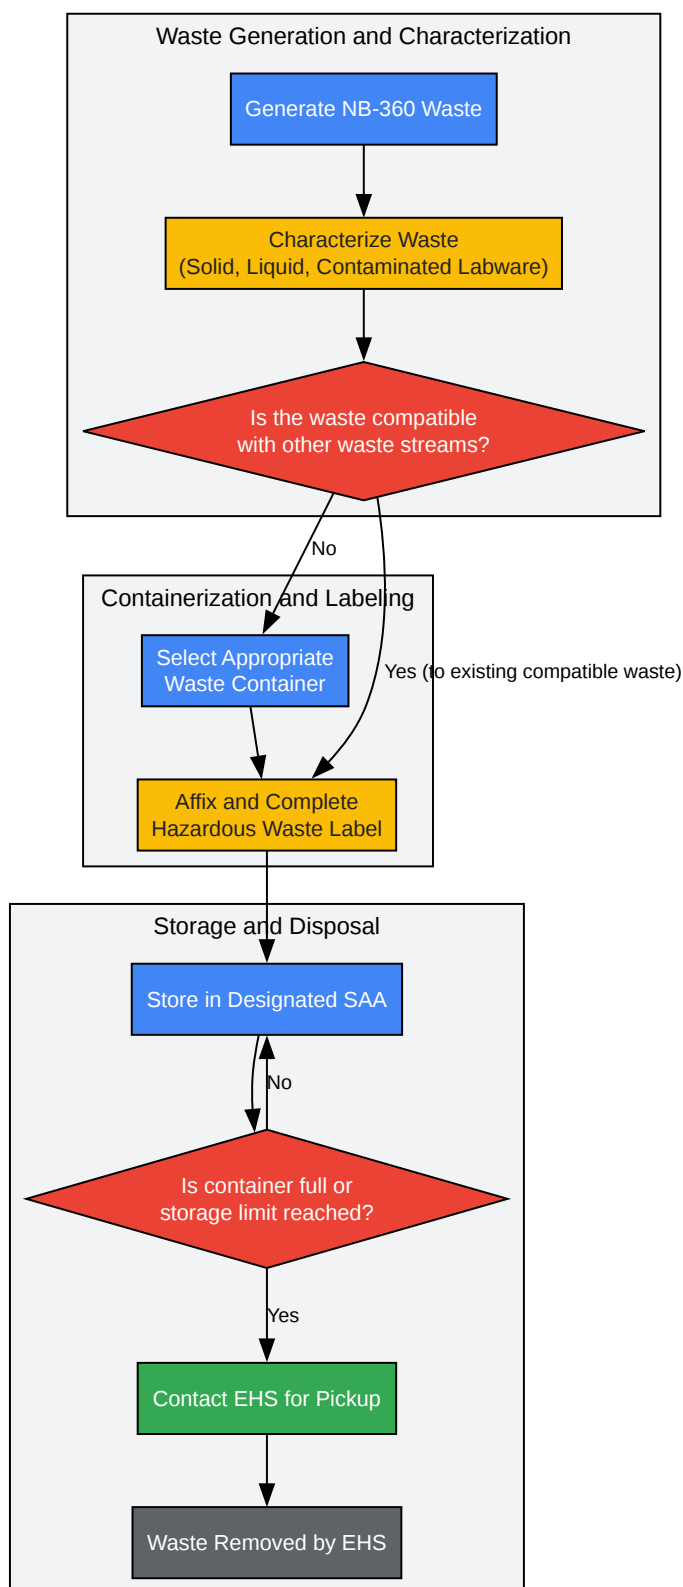 Waste Generation and Characterization
Generate NB-360 Waste
Characterize Waste
(Solid, Liquid, Contaminated Labware)
Is the waste compatible
with other waste streams?
No
Containerization and Labeling
Select Appropriate
Waste Container
Yes (to existing compatible waste)
Affix and Complete
Hazardous Waste Label
Storage and Disposal
Store in Designated SAA
No
Is container full or
storage limit reached?
Yes
Contact EHS for Pickup
Waste Removed by EHS